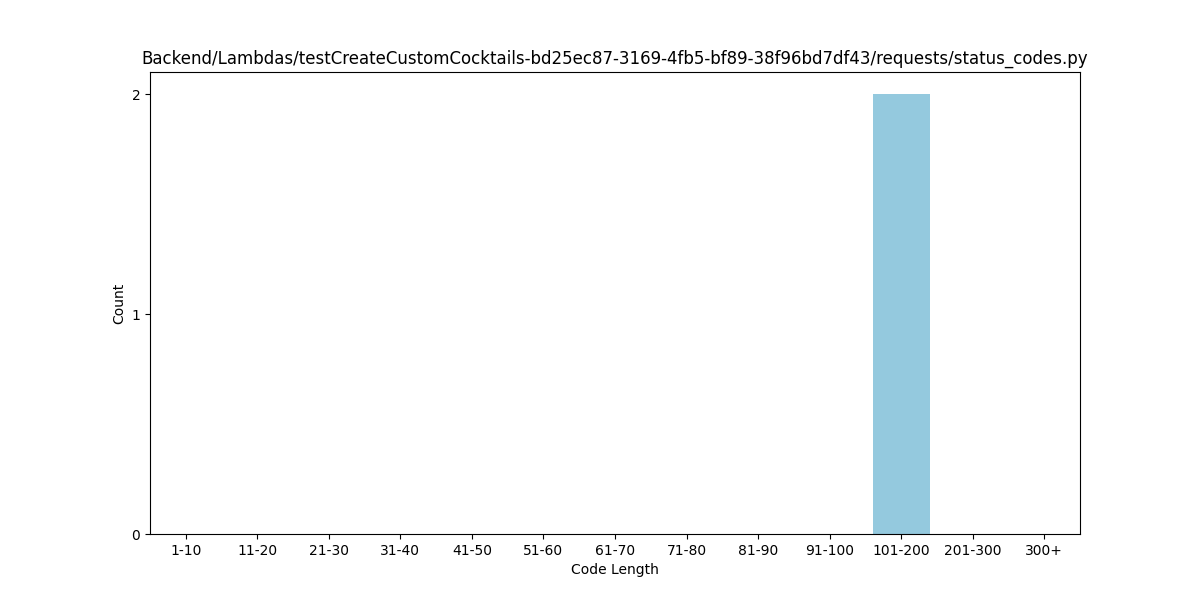 Backend/Lambdas/testCreateCustomCocktails-bd25ec87-3169-4fb5-bf89-38f96bd7df43/requests/status_codes.py
2
1
0
Count
1-10 11-20 21-30 31-40 41-50 51-60 61-70 71-80 81-90 91-100 101-200 201-300 300+
Code Length